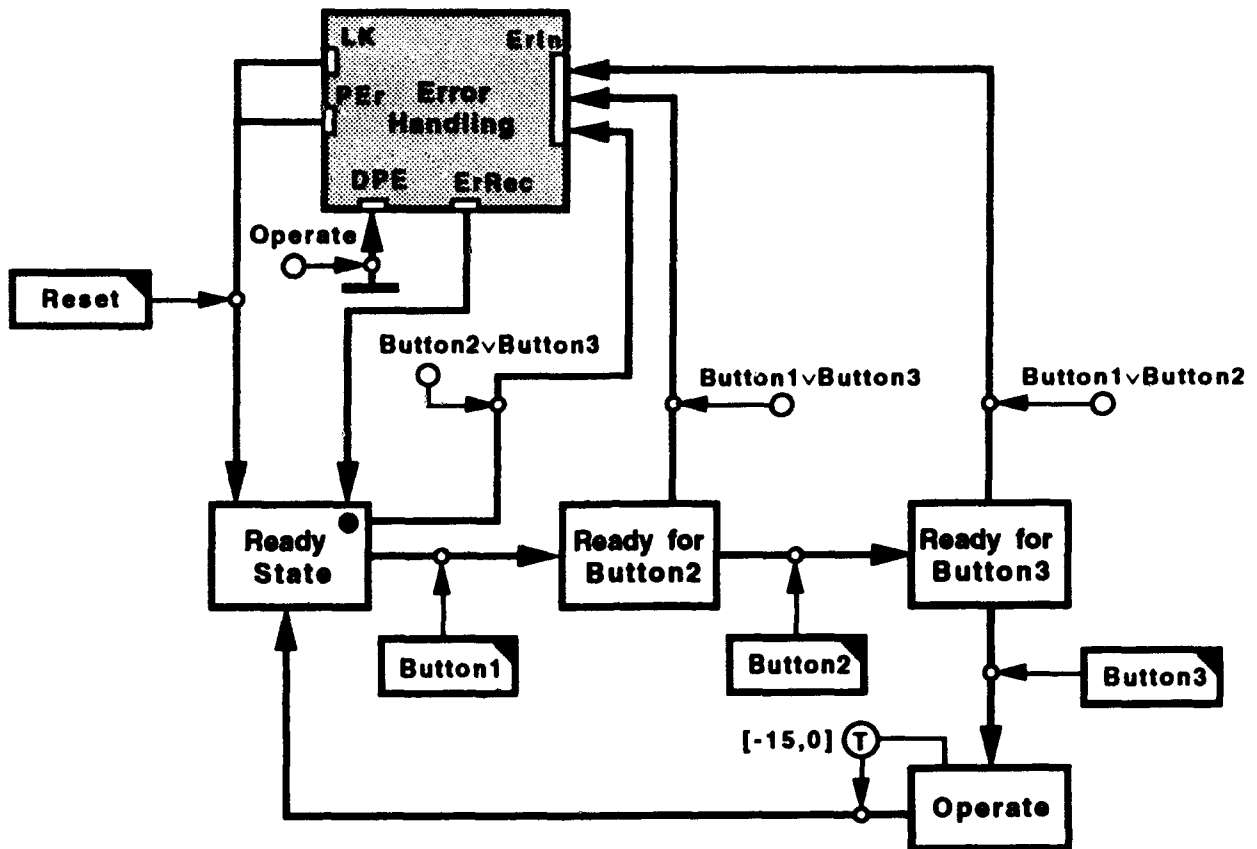 LK
ErIn
PEr
Error
Handling
DPE
ErRec
Operate
Reset
Button2∨Button3
Button1∨Button3
Button1∨Button2
Ready
State
Ready for
Button2
Ready for
Button3
Button1
Button2
Button3
[-15,0] T
Operate